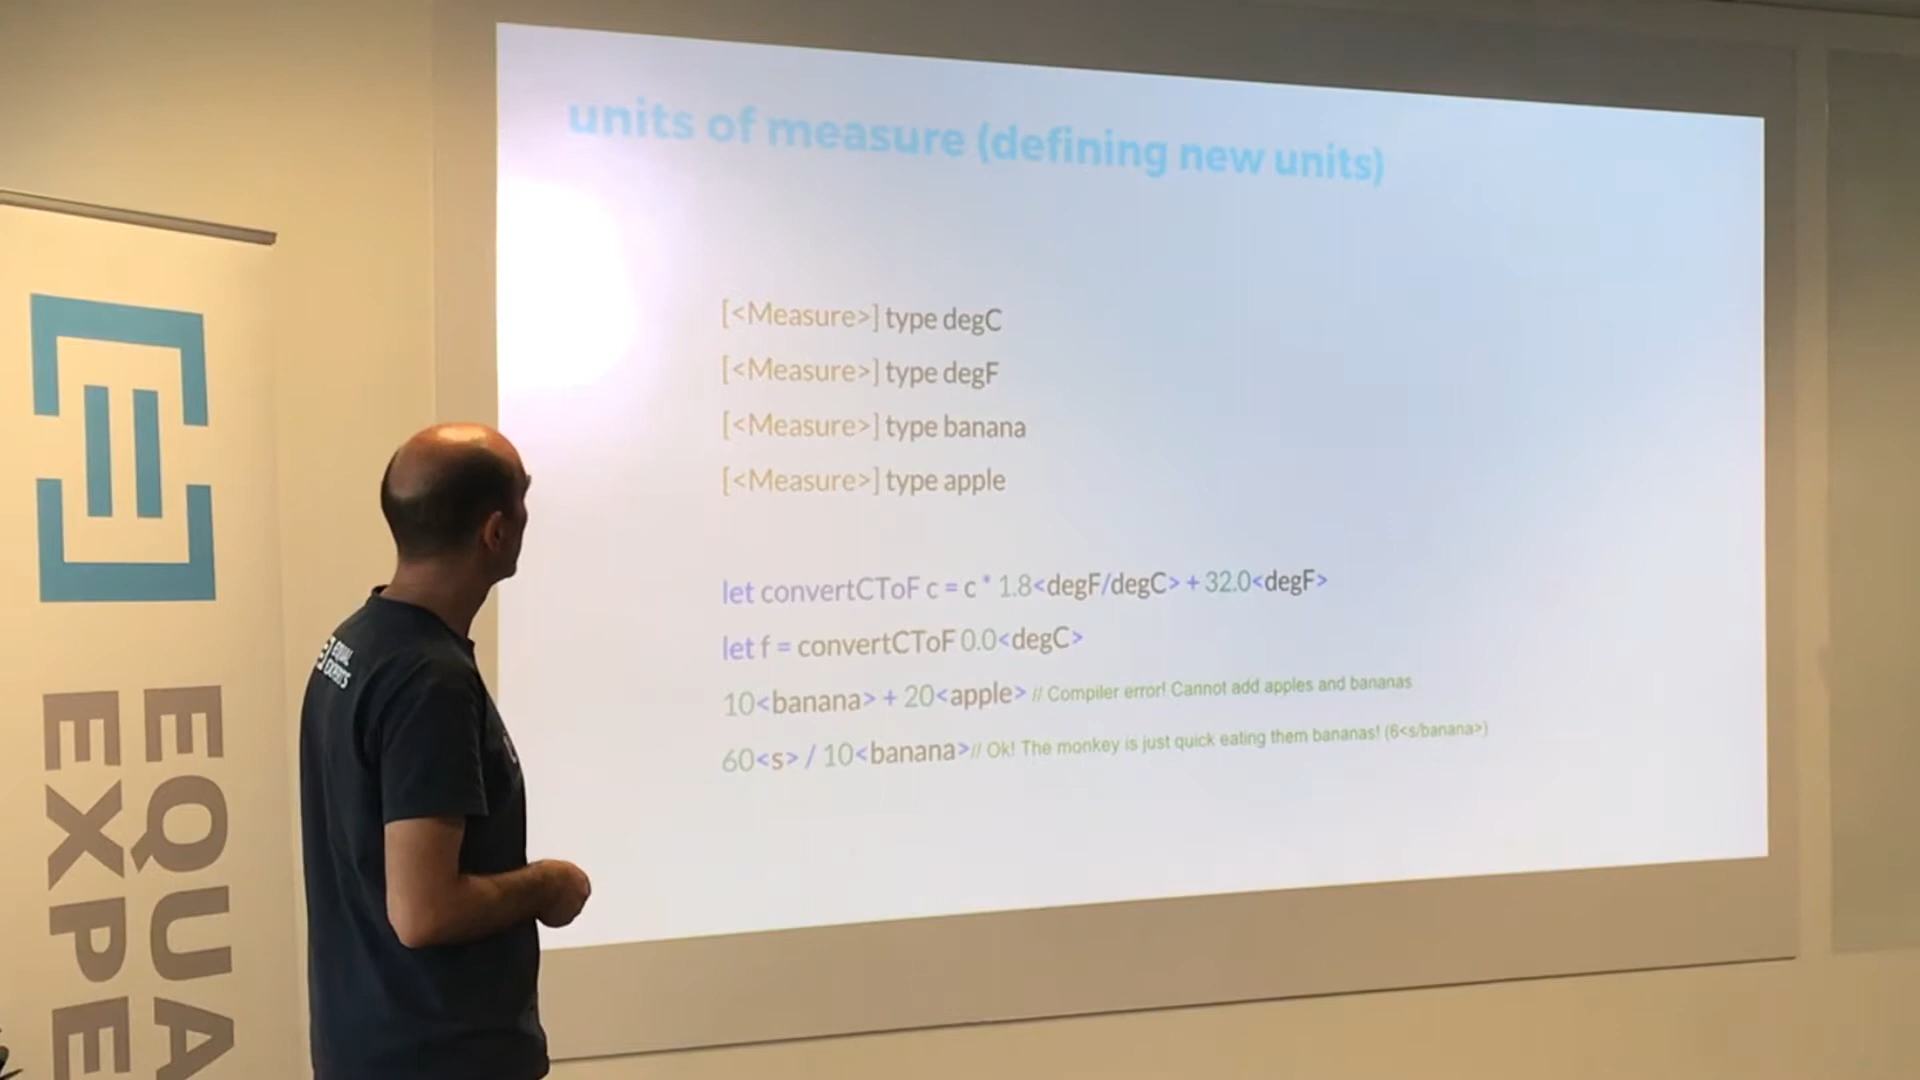 units of measure (defining new units)
[<Measure>] type degC
[<Measure>] type degF
[<Measure>] type banana
[<Measure>] type apple
let convertCToF c = c * 1.8<degF/degC> + 32.0<degF>
let f = convertCToF 0.0<degC>
10<banana> + 20<apple> // Compiler error! Cannot add apples and bananas
60<s> / 10<banana>// Ok! The monkey is just quick eating them bananas! (6<s/banana>)
EQUAL
EXPERTS
EQUA
EXPE